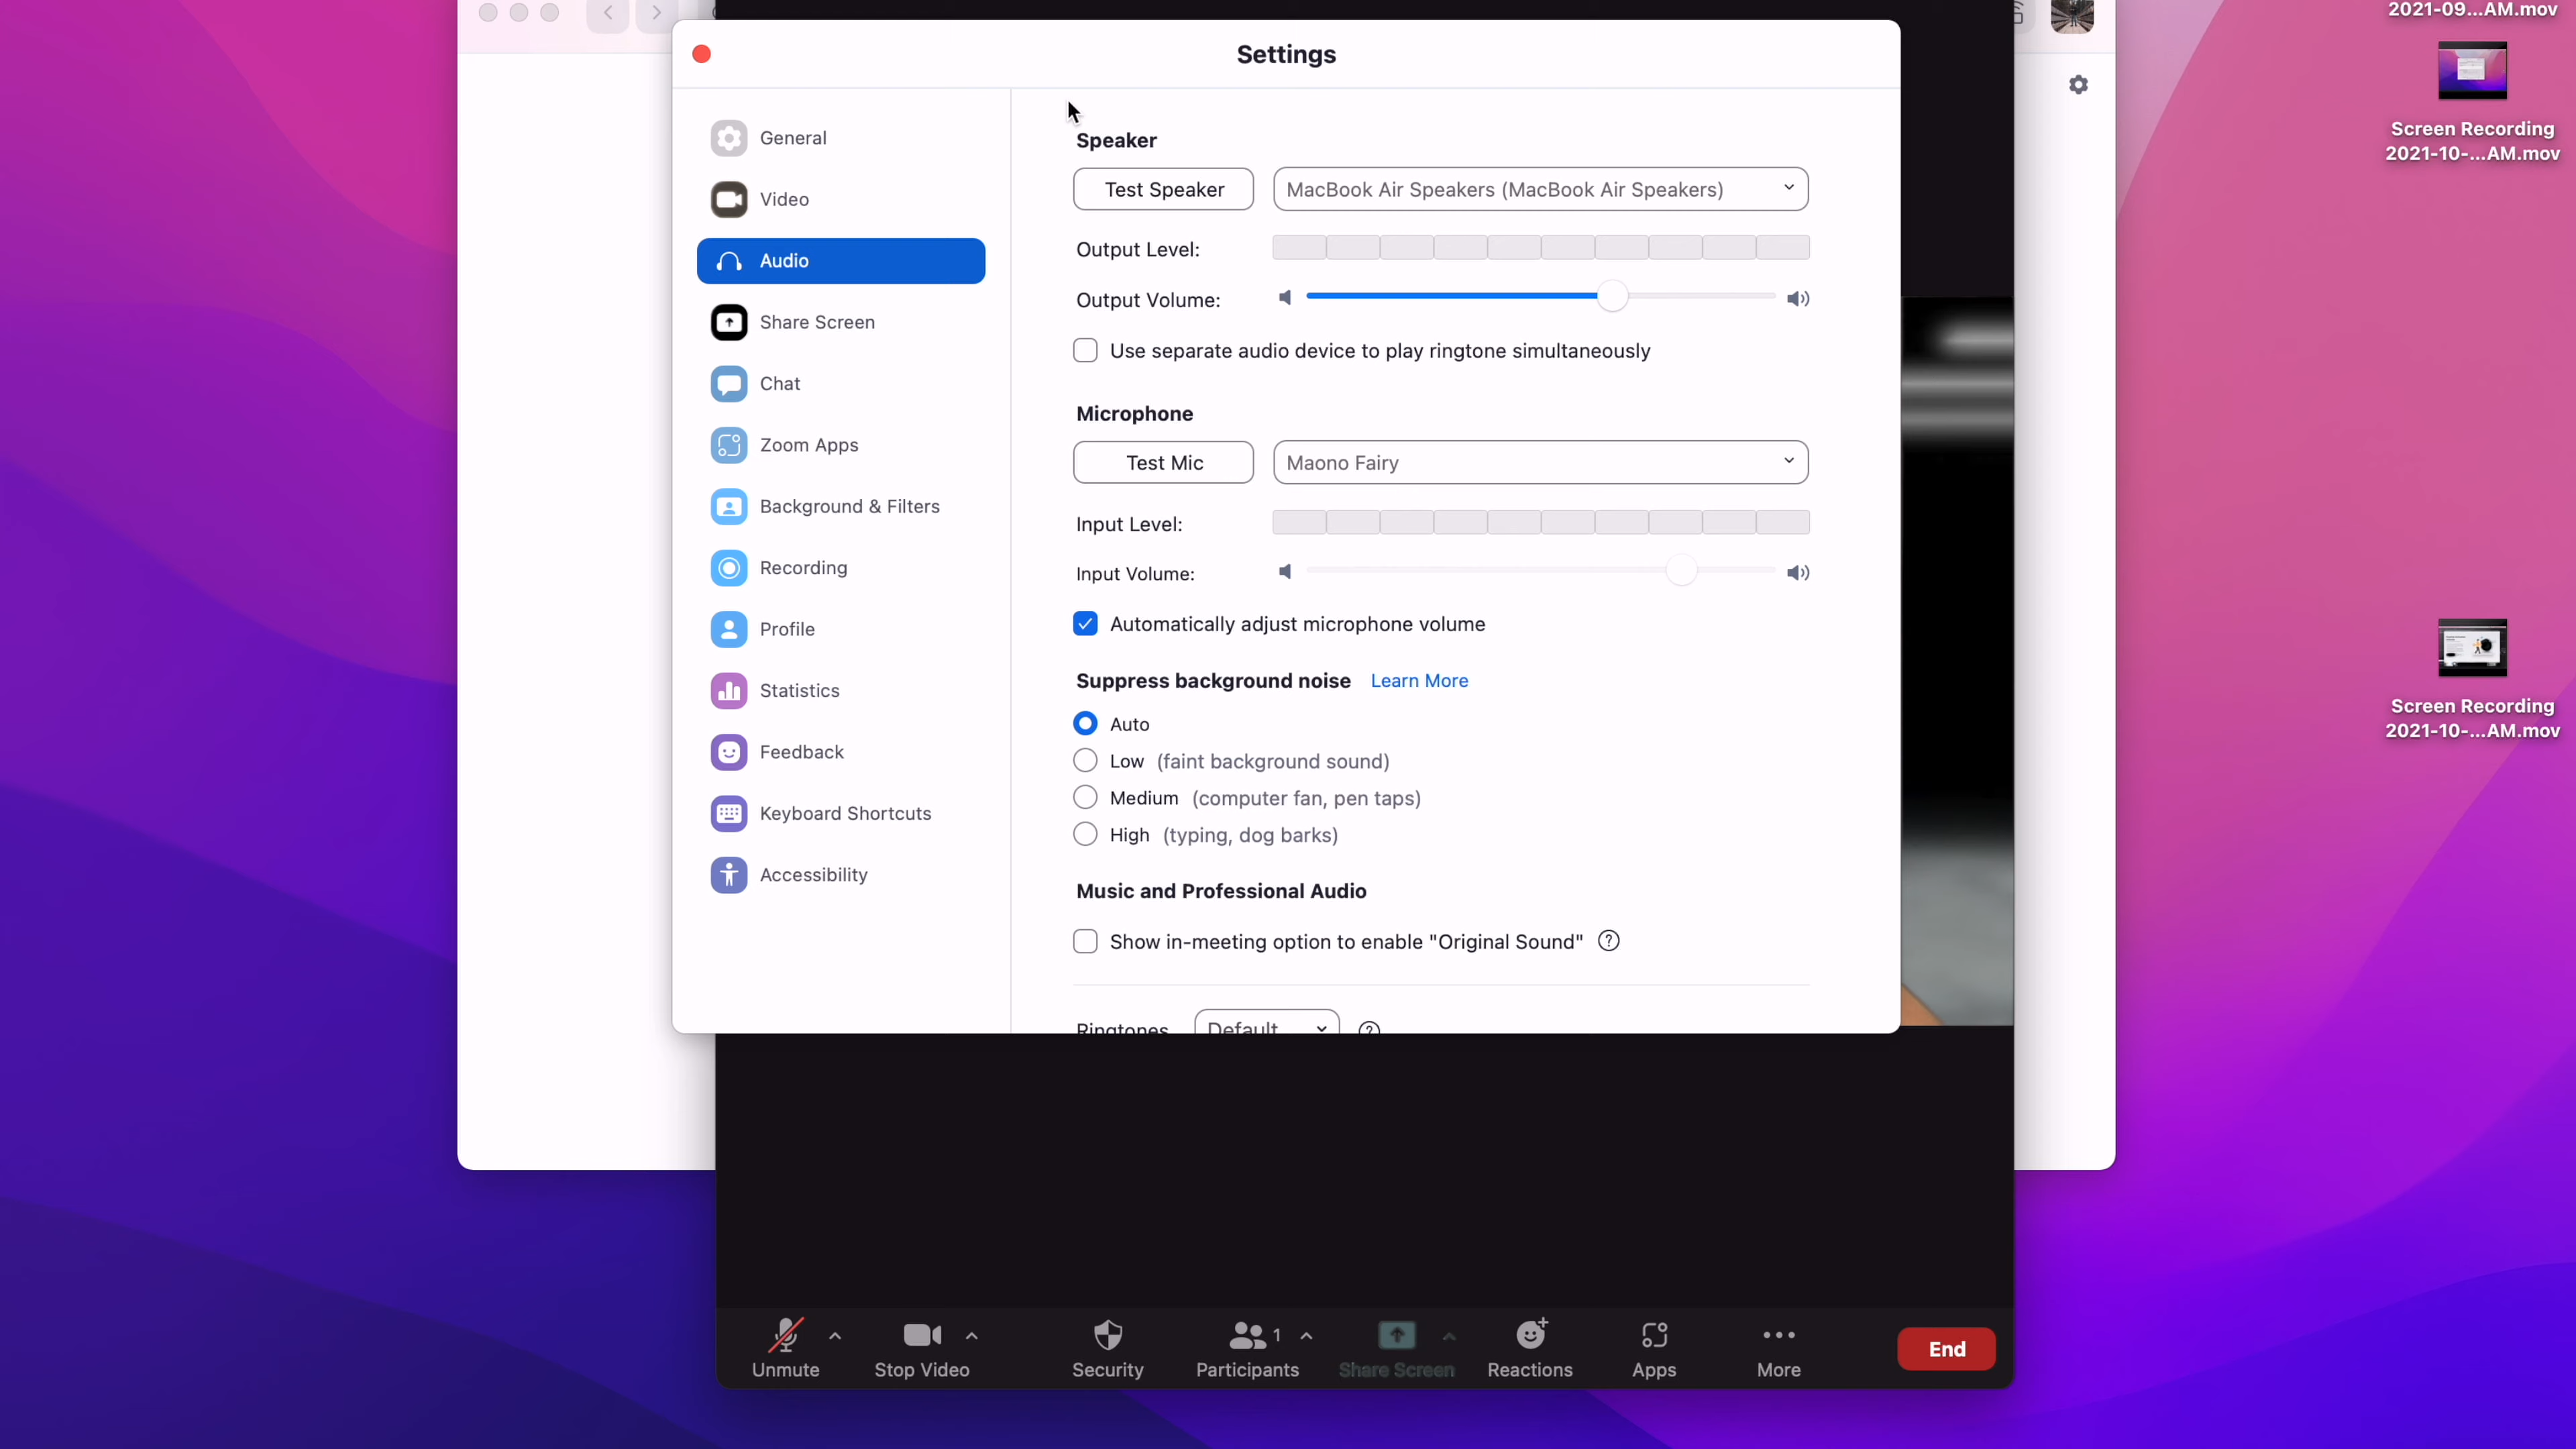 2021-09...AM.mov
Settings
Screen Recording
2021-10-...AM.mov
General
Video
Audio
Share Screen
Chat
Zoom Apps
Background & Filters
Recording
Profile
Statistics
Feedback
Keyboard Shortcuts
Accessibility
Speaker
Test Speaker
MacBook Air Speakers (MacBook Air Speakers)
Output Level:
Output Volume:
Use separate audio device to play ringtone simultaneously
Microphone
Test Mic
Maono Fairy
Input Level:
Input Volume:
Automatically adjust microphone volume
Suppress background noise Learn More
Auto
Low (faint background sound)
Medium (computer fan, pen taps)
High (typing, dog barks)
Music and Professional Audio
Show in-meeting option to enable "Original Sound" ?
Ringtones Default ?
Screen Recording
2021-10-...AM.mov
1
Unmute
Stop Video
Security
Participants
Share Screen
Reactions
Apps
More
End